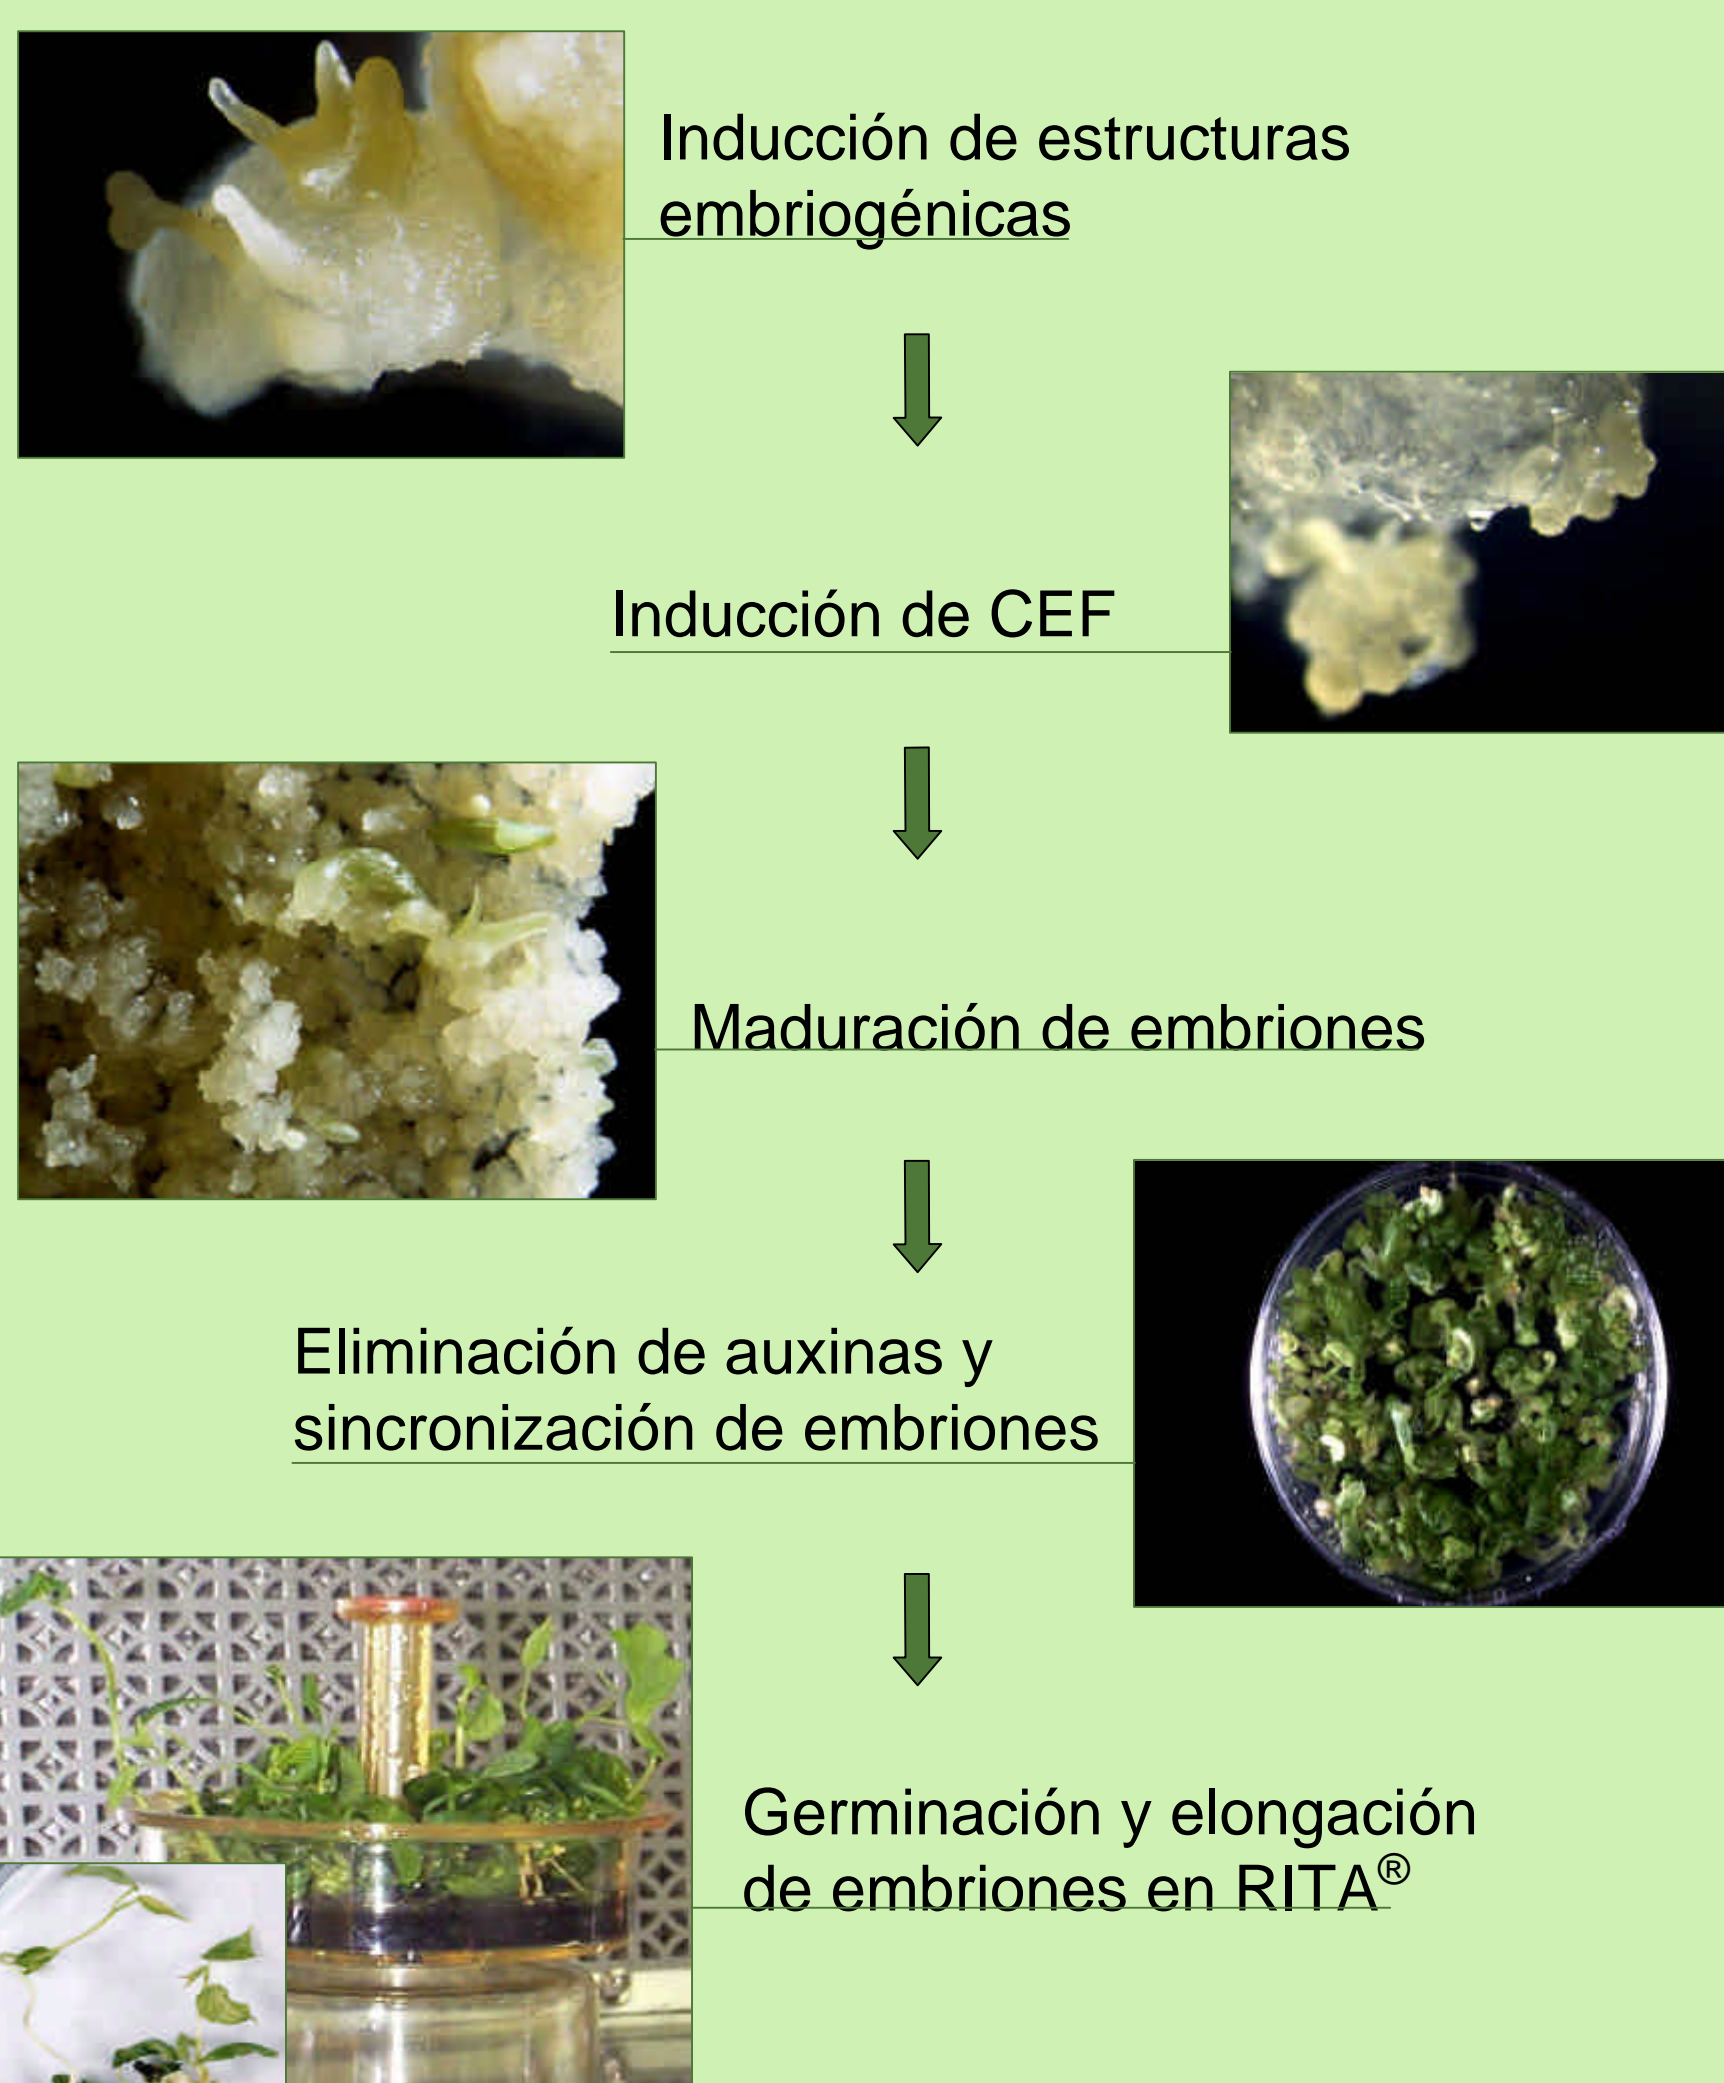 Inducción de estructuras
embriogénicas
Inducción de CEF
Maduración de embriones
Eliminación de auxinas y
sincronización de embriones
Germinación y elongación
de embriones en RITA®